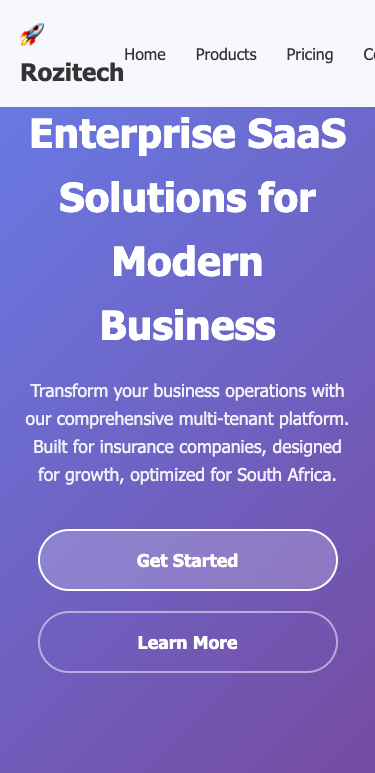 🚀
Rozitech
Home Products Pricing
Enterprise SaaS
Solutions for
Modern
Business
Transform your business operations with
our comprehensive multi-tenant platform.
Built for insurance companies, designed
for growth, optimized for South Africa.
Get Started
Learn More